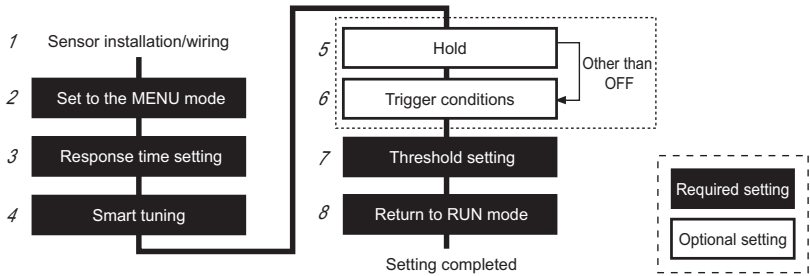 1 Sensor installation/wiring
2 Set to the MENU mode
3 Response time setting
4 Smart tuning
5 Hold
Other than
OFF
6 Trigger conditions
7 Threshold setting
8 Return to RUN mode
Setting completed
Required setting
Optional setting